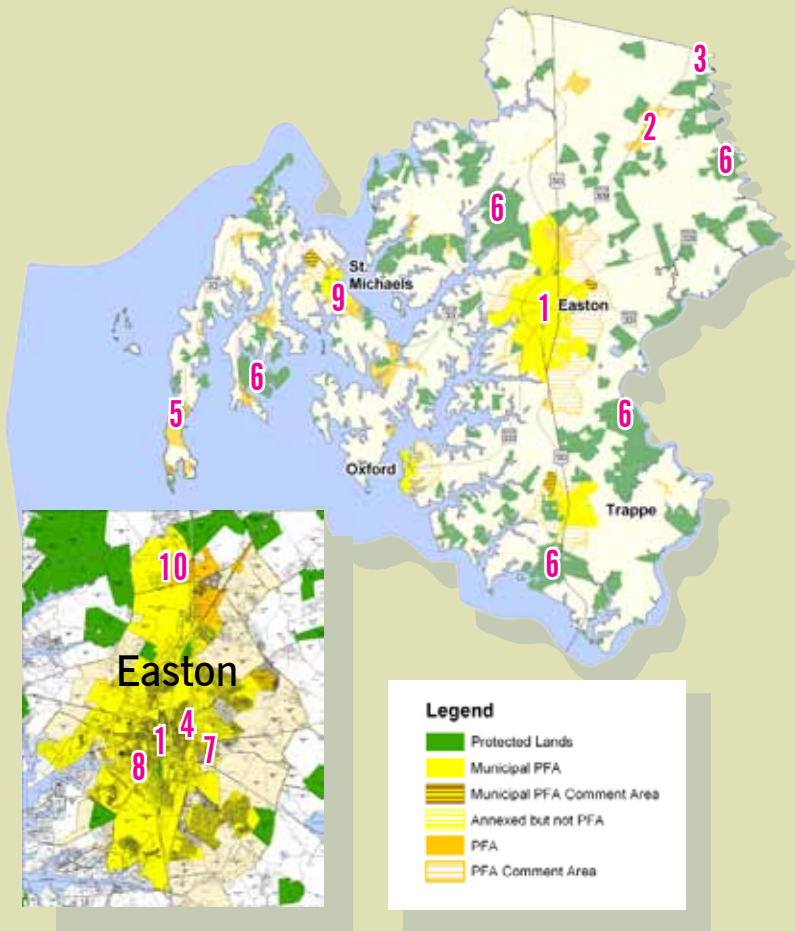 3
2
6
6
St.
Michaels
9
1
Easton
6
5
6
Oxford
Trappe
6
10
Easton
4
1
7
8
Legend
Protected Lands
Municipal PFA
Municipal PFA Comment Area
Annexed but not PFA
PFA
PFA Comment Area